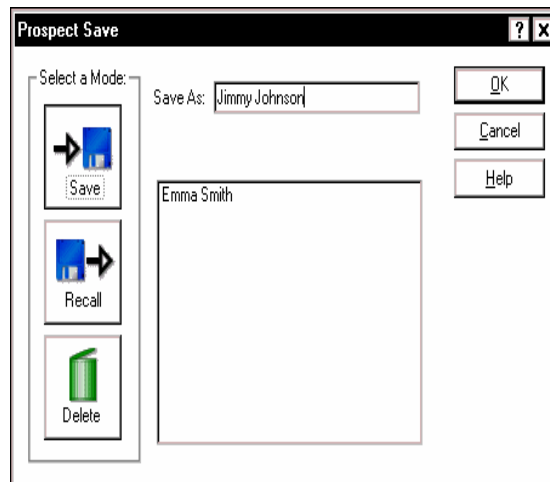 Prospect Save
? X
Select a Mode:
Save
Recall
Delete
Save As: Jimmy Johnson
Emma Smith
OK
Cancel
Help